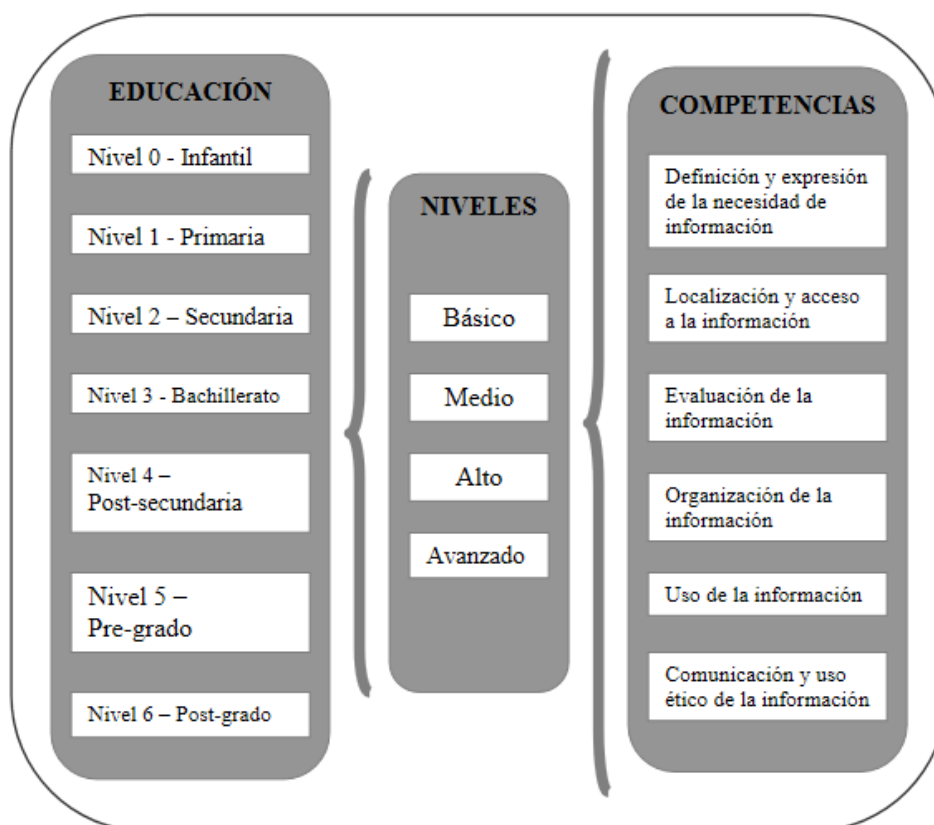 EDUCACIÓN
Nivel 0 - Infantil
Nivel 1 - Primaria
Nivel 2 – Secundaria
Nivel 3 - Bachillerato
Nivel 4 –
Post-secundaria
Nivel 5 –
Pre-grado
Nivel 6 – Post-grado
NIVELES
Básico
Medio
Alto
Avanzado
COMPETENCIAS
Definición y expresión
de la necesidad de
información
Localización y acceso
a la información
Evaluación de la
información
Organización de la
información
Uso de la información
Comunicación y uso
ético de la información